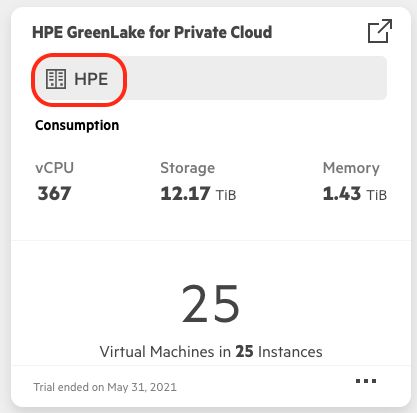 HPE GreenLake for Private Cloud
HPE
Consumption
vCPU Storage Memory
367 12.17 TiB 1.43 TiB
25
Virtual Machines in 25 Instances
Trial ended on May 31, 2021